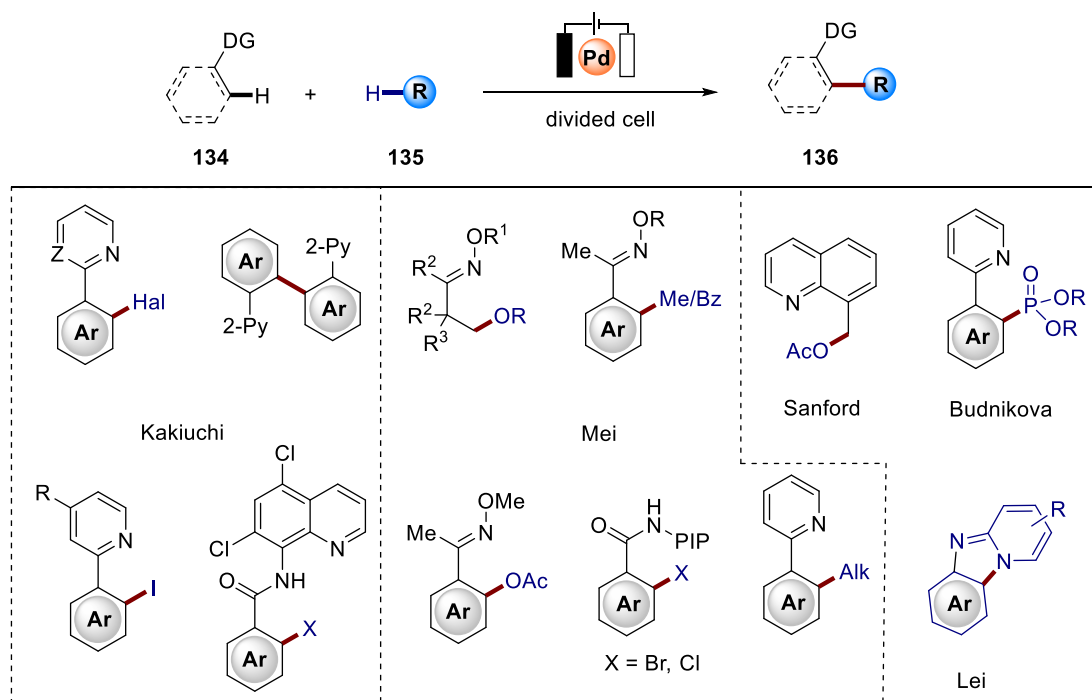 DG
H
+
H
R
Pd
divided cell
DG
R
134
135
136
Z
N
Hal
Ar
Ar
2-Py
2-Py
Ar
Kakiuchi
R
N
I
Ar
Cl
Cl
N
O
NH
X
Ar
OR¹
R²
N
R²
R³
OR
OR
Me
N
Me/Bz
Ar
Mei
OMe
Me
N
OAc
Ar
H
O
N
PIP
X
Ar
X = Br, Cl
N
Alk
Ar
N
AcO
Sanford
N
O
P
OR
OR
Ar
Budnikova
R
N
N
Ar
Lei